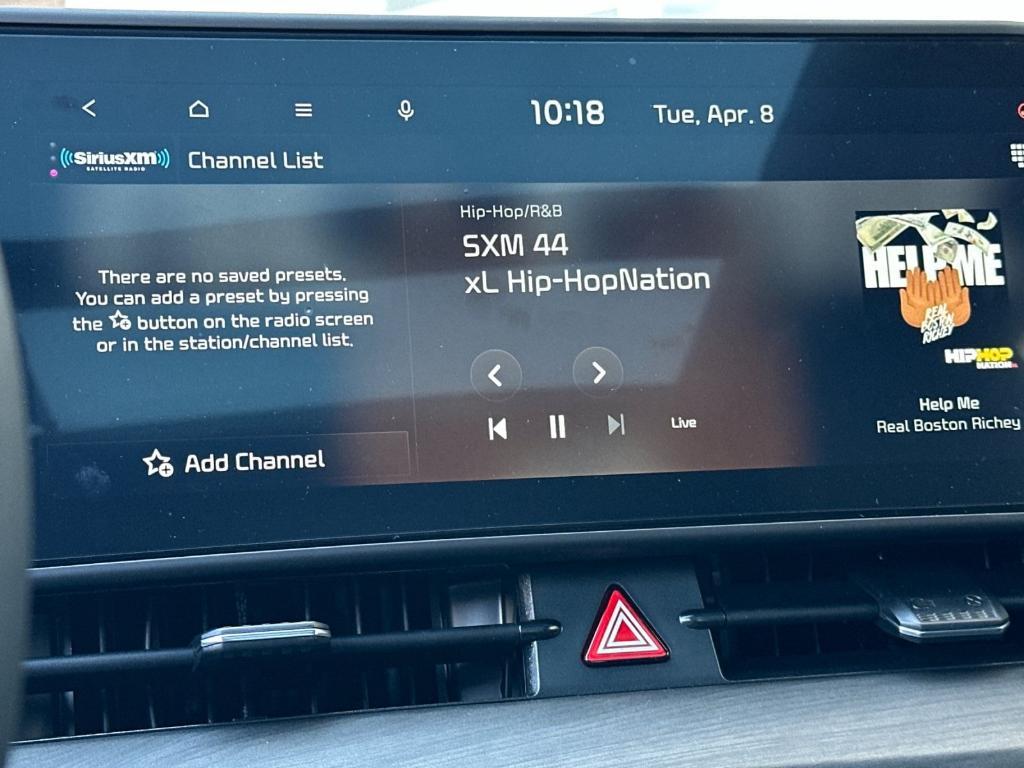 10:18 Tue, Apr. 8
SiriusXM Channel List
SATELLITE RADIO
Hip-Hop/R&B
SXM 44
xL Hip-HopNation
There are no saved presets.
You can add a preset by pressing
the button on the radio screen
or in the station/channel list.
Live
Add Channel
HELP ME
REAL
BOSTON
RICHEY
HIPHOP
NATION
Help Me
Real Boston Richey